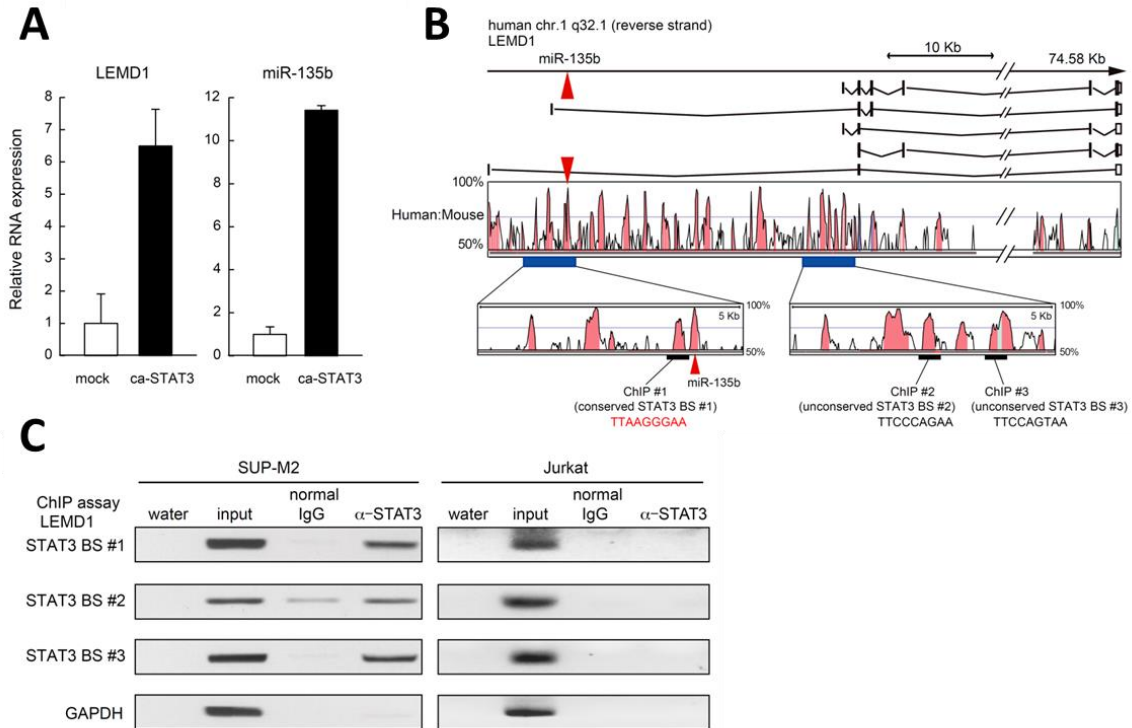 A
LEMD1
miR-135b
Relative RNA expression
8
7
6
5
4
3
2
1
0
mock
ca-STAT3
12
10
8
6
4
2
0
mock
ca-STAT3
B
human chr.1 q32.1 (reverse strand)
LEMD1
miR-135b
10 Kb
74.58 Kb
100%
Human:Mouse
50%
100%
5 Kb
50%
miR-135b
ChIP #1
(conserved STAT3 BS #1)
TTAAGGGAA
100%
5 Kb
50%
ChIP #2
(unconserved STAT3 BS #2)
TTCCCAGAA
ChIP #3
(unconserved STAT3 BS #3)
TTCCAGTAA
C
SUP-M2
Jurkat
ChIP assay
LEMD1
water
input
normal
IgG
α-STAT3
water
input
normal
IgG
α-STAT3
STAT3 BS #1
STAT3 BS #2
STAT3 BS #3
GAPDH